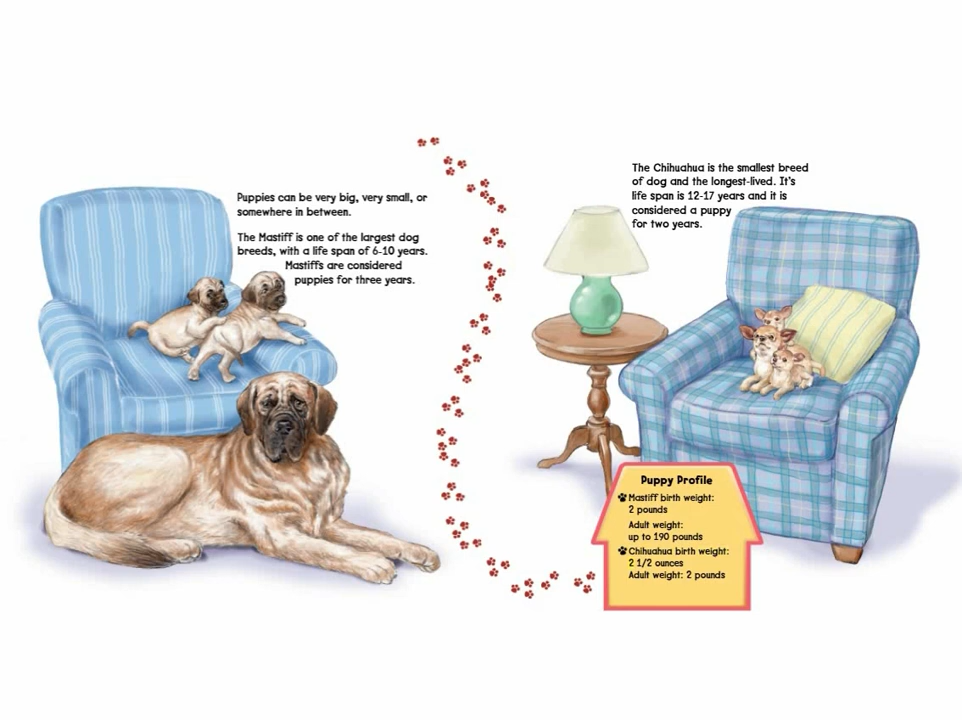 Puppies can be very big, very small, or
somewhere in between.
The Mastiff is one of the largest dog
breeds, with a life span of 6-10 years.
Mastiffs are considered
puppies for three years.
The Chihuahua is the smallest breed
of dog and the longest-lived. It's
life span is 12-17 years and it is
considered a puppy
for two years.
Puppy Profile
Mastiff birth weight:
2 pounds
Adult weight:
up to 190 pounds
Chihuahua birth weight:
2 1/2 ounces
Adult weight: 2 pounds